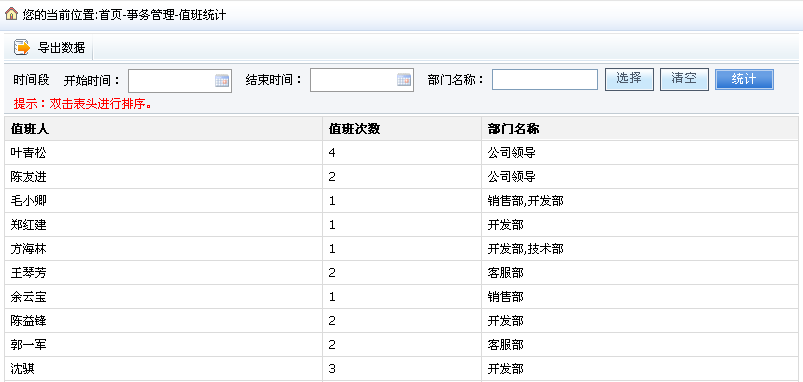 您的当前位置:首页-事务管理-值班统计
导出数据
时间段 开始时间： 结束时间： 部门名称： 选择 清空 统计
提示：双击表头进行排序。
值班人 值班次数 部门名称
叶青松 4 公司领导
陈友进 2 公司领导
毛小卿 1 销售部,开发部
郑红建 1 开发部
方海林 1 开发部,技术部
王琴芳 2 客服部
余云宝 1 销售部
陈益锋 2 开发部
郭一军 2 客服部
沈骐 3 开发部